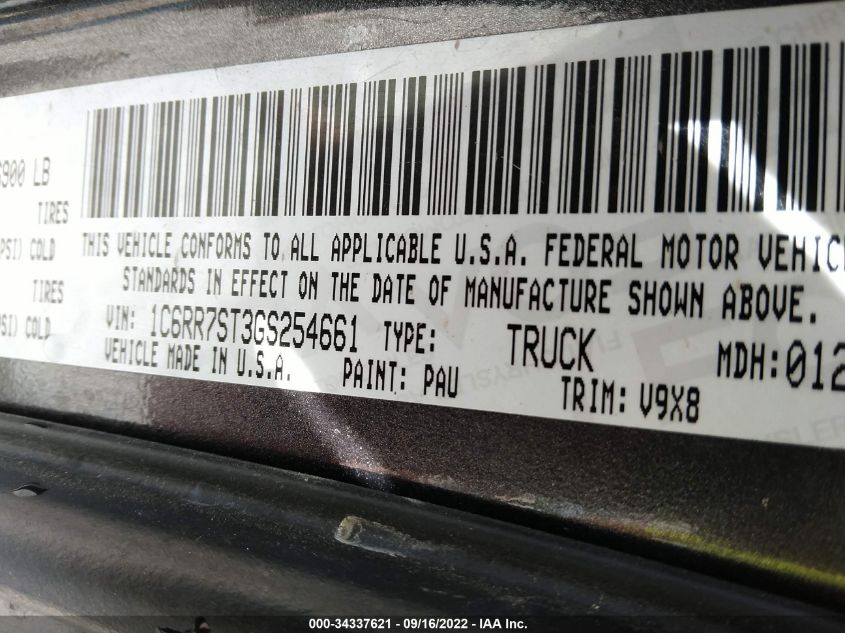 900 LB
TIRES
PSI) COLD
TIRES
PSI) COLD
THIS VEHICLE CONFORMS TO ALL APPLICABLE U.S.A. FEDERAL MOTOR VEHIC
STANDARDS IN EFFECT ON THE DATE OF MANUFACTURE SHOWN ABOVE.
VIN: 1C6RR7ST3GS254661 TYPE: TRUCK MDH:012
VEHICLE MADE IN U.S.A. PAINT: PAU TRIM: V9X8
000-34337621 / 09/16/2022 - IAA Inc.